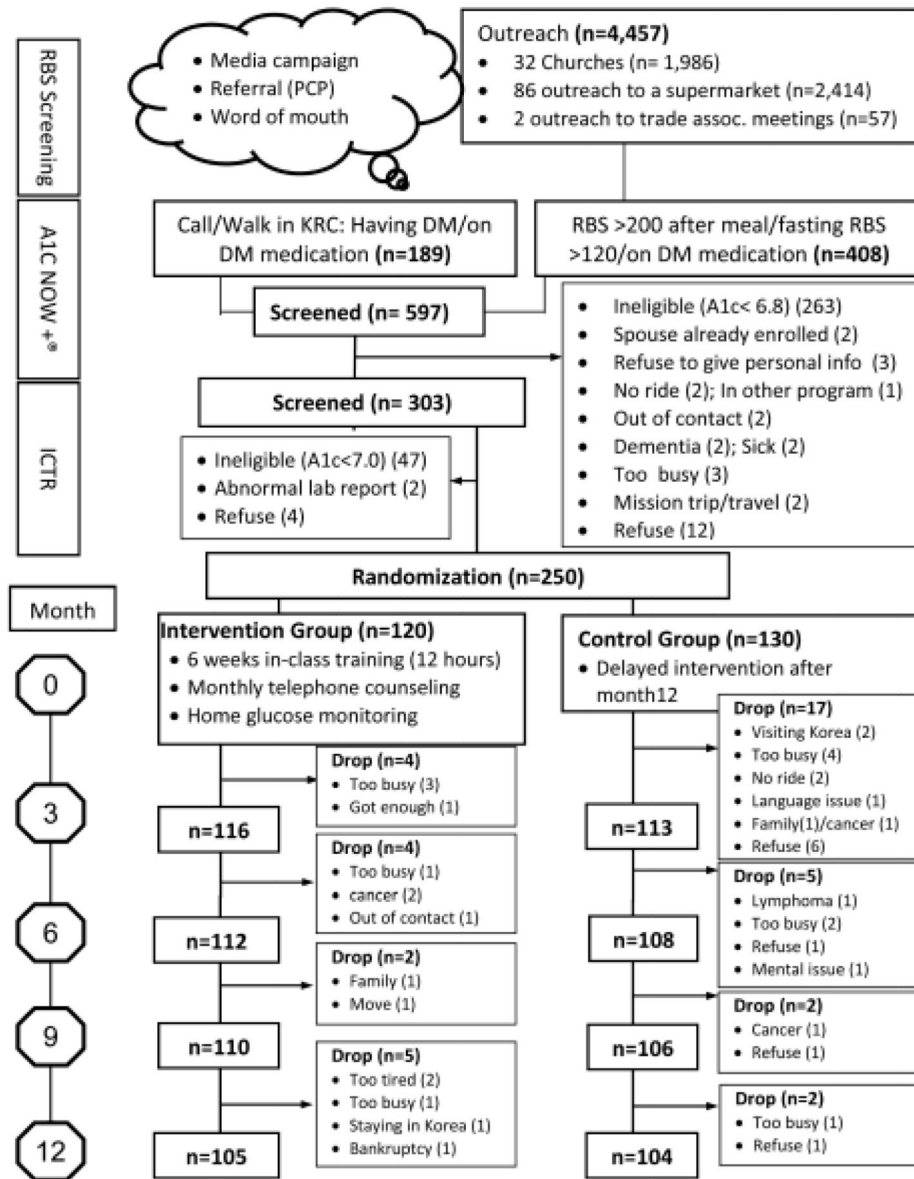 RBS Screening
A1C NOW +®
ICTR
• Media campaign
• Referral (PCP)
• Word of mouth
Outreach (n=4,457)
• 32 Churches (n= 1,986)
• 86 outreach to a supermarket (n=2,414)
• 2 outreach to trade assoc. meetings (n=57)
Call/Walk in KRC: Having DM/on
DM medication (n=189)
RBS >200 after meal/fasting RBS
>120/on DM medication (n=408)
Screened (n= 597)
• Ineligible (A1c< 6.8) (263)
• Spouse already enrolled (2)
• Refuse to give personal info (3)
• No ride (2); In other program (1)
• Out of contact (2)
• Dementia (2); Sick (2)
• Too busy (3)
• Mission trip/travel (2)
• Refuse (12)
Screened (n= 303)
• Ineligible (A1c<7.0) (47)
• Abnormal lab report (2)
• Refuse (4)
Randomization (n=250)
Month
0
3
6
9
12
Intervention Group (n=120)
• 6 weeks in-class training (12 hours)
• Monthly telephone counseling
• Home glucose monitoring
Drop (n=4)
• Too busy (3)
• Got enough (1)
n=116
Drop (n=4)
• Too busy (1)
• cancer (2)
• Out of contact (1)
n=112
Drop (n=2)
• Family (1)
• Move (1)
n=110
Drop (n=5)
• Too tired (2)
• Too busy (1)
• Staying in Korea (1)
• Bankruptcy (1)
n=105
Control Group (n=130)
• Delayed intervention after
month12
Drop (n=17)
• Visiting Korea (2)
• Too busy (4)
• No ride (2)
• Language issue (1)
• Family(1)/cancer (1)
• Refuse (6)
n=113
Drop (n=5)
• Lymphoma (1)
• Too busy (2)
• Refuse (1)
• Mental issue (1)
n=108
Drop (n=2)
• Cancer (1)
• Refuse (1)
n=106
Drop (n=2)
• Too busy (1)
• Refuse (1)
n=104